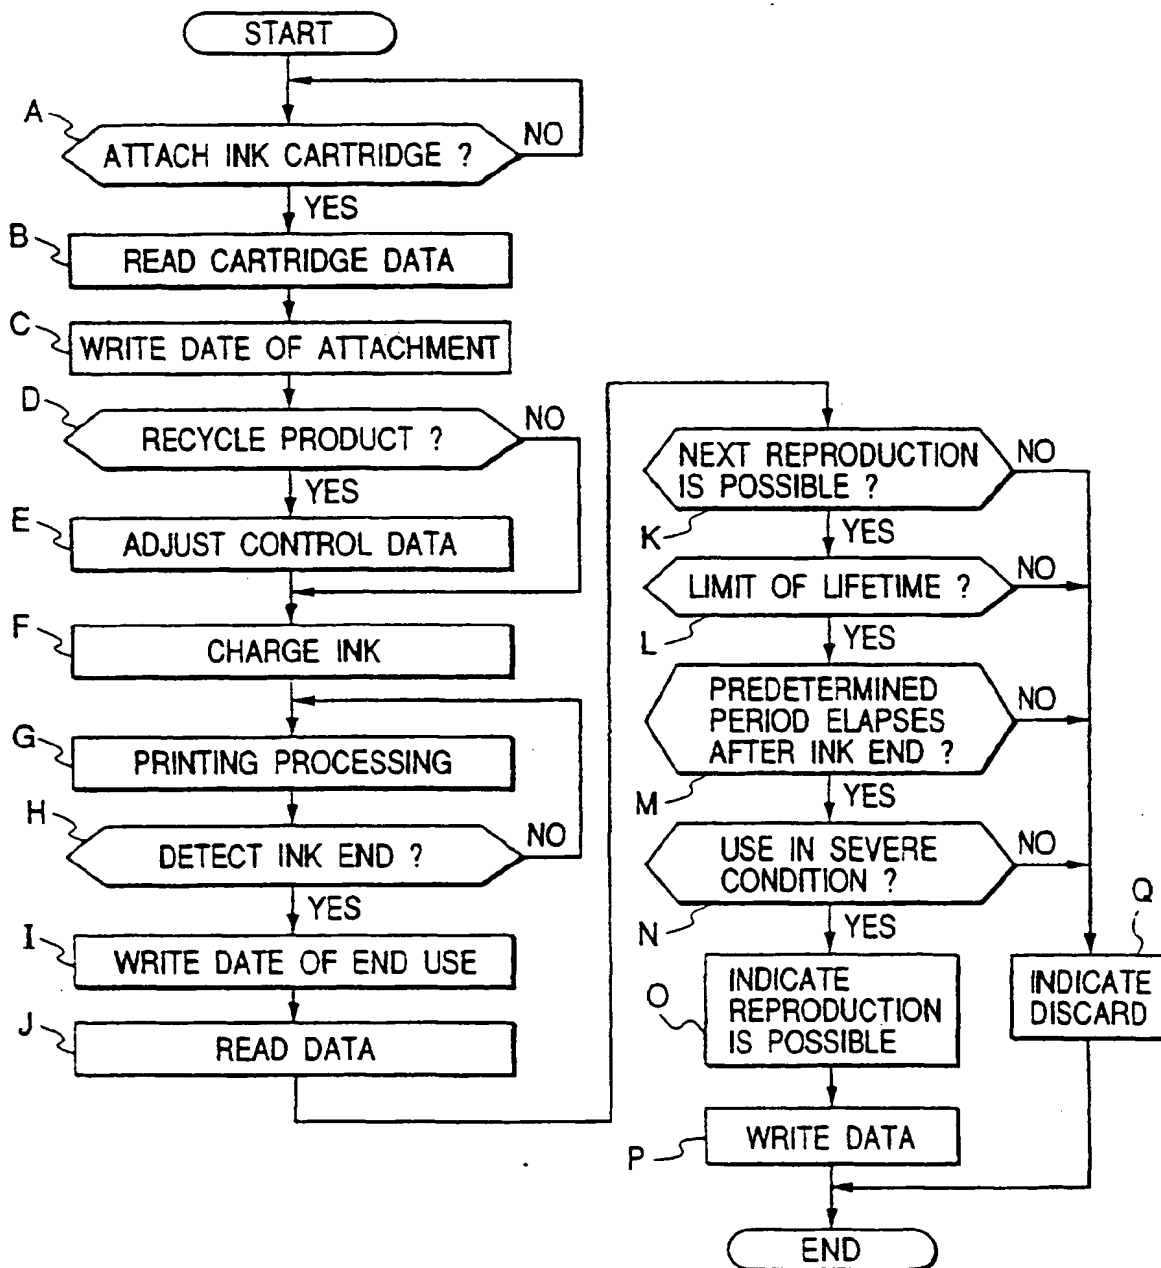 START
A
ATTACH INK CARTRIDGE ?
NO
YES
B
READ CARTRIDGE DATA
C
WRITE DATE OF ATTACHMENT
D
RECYCLE PRODUCT ?
NO
YES
E
ADJUST CONTROL DATA
F
CHARGE INK
G
PRINTING PROCESSING
H
DETECT INK END ?
NO
YES
I
WRITE DATE OF END USE
J
READ DATA
NEXT REPRODUCTION
IS POSSIBLE ?
NO
K
YES
LIMIT OF LIFETIME ?
NO
L
YES
PREDETERMINED
PERIOD ELAPSES
AFTER INK END ?
NO
M
YES
USE IN SEVERE
CONDITION ?
NO
N
YES
O
INDICATE
REPRODUCTION
IS POSSIBLE
Q
INDICATE
DISCARD
P
WRITE DATA
END